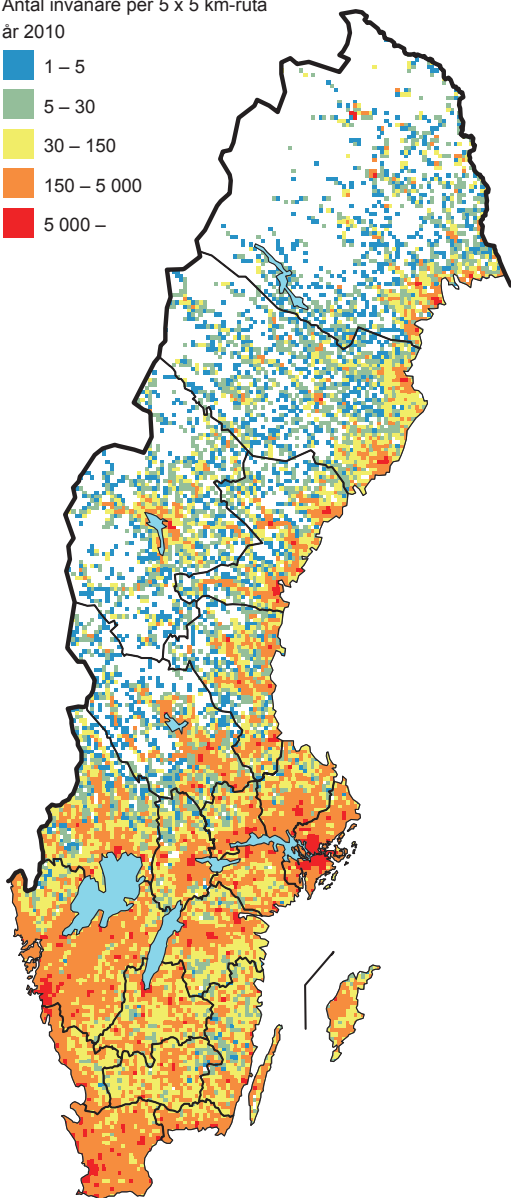 Antal invånare per 5 x 5 km-ruta
år 2010
1 – 5
5 – 30
30 – 150
150 – 5 000
5 000 –